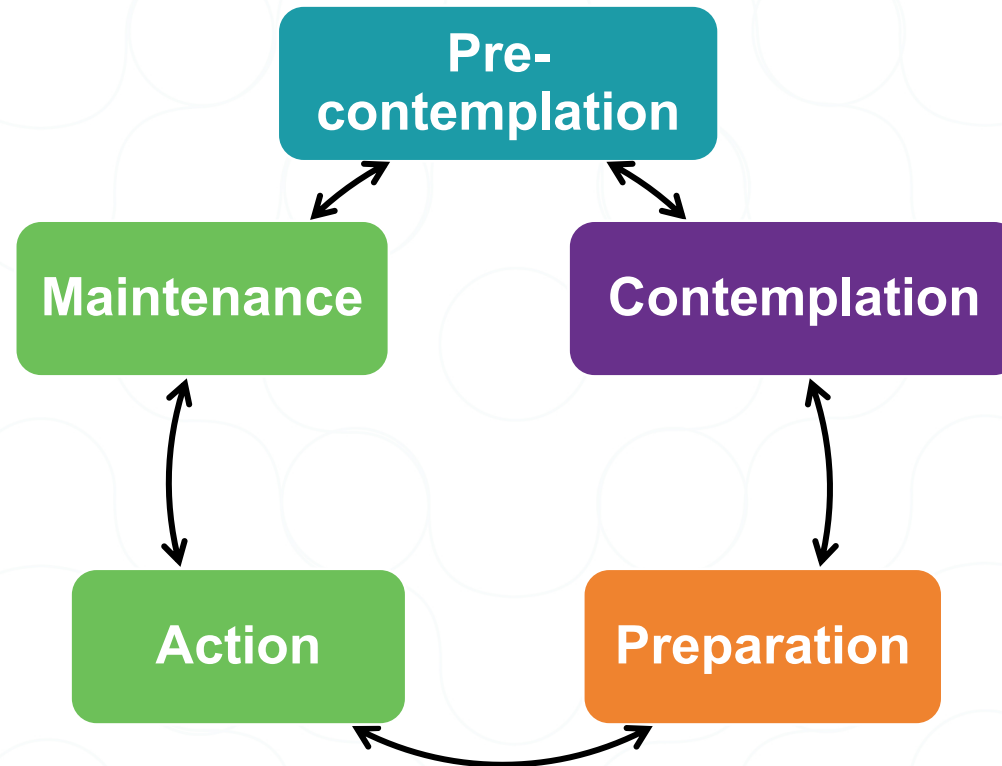 Pre-
contemplation
Maintenance
Contemplation
Action
Preparation